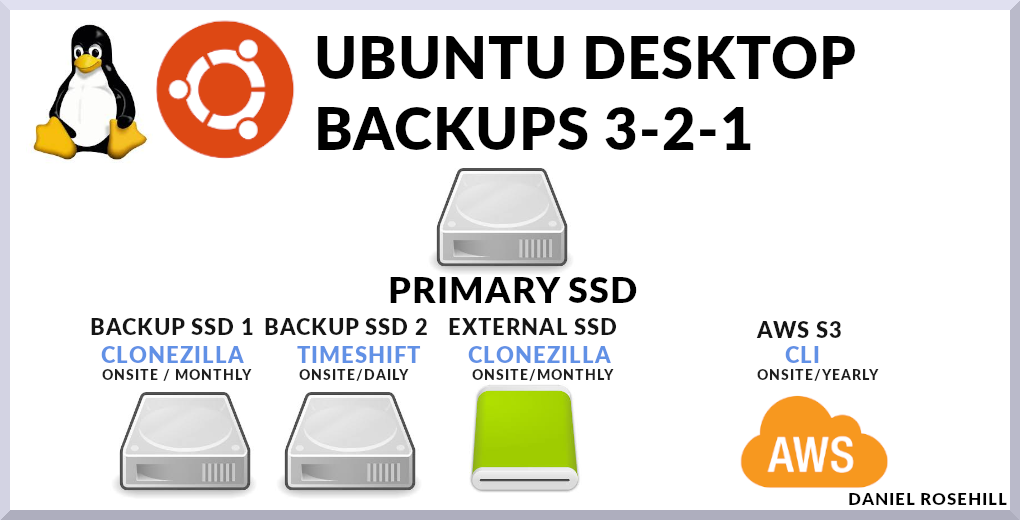 UBUNTU DESKTOP
BACKUPS 3-2-1
PRIMARY SSD
BACKUP SSD 1
CLONEZILLA
ONSITE / MONTHLY
BACKUP SSD 2
TIMESHIFT
ONSITE/DAILY
EXTERNAL SSD
CLONEZILLA
ONSITE/MONTHLY
AWS S3
CLI
ONSITE/YEARLY
AWS
DANIEL ROSEHILL